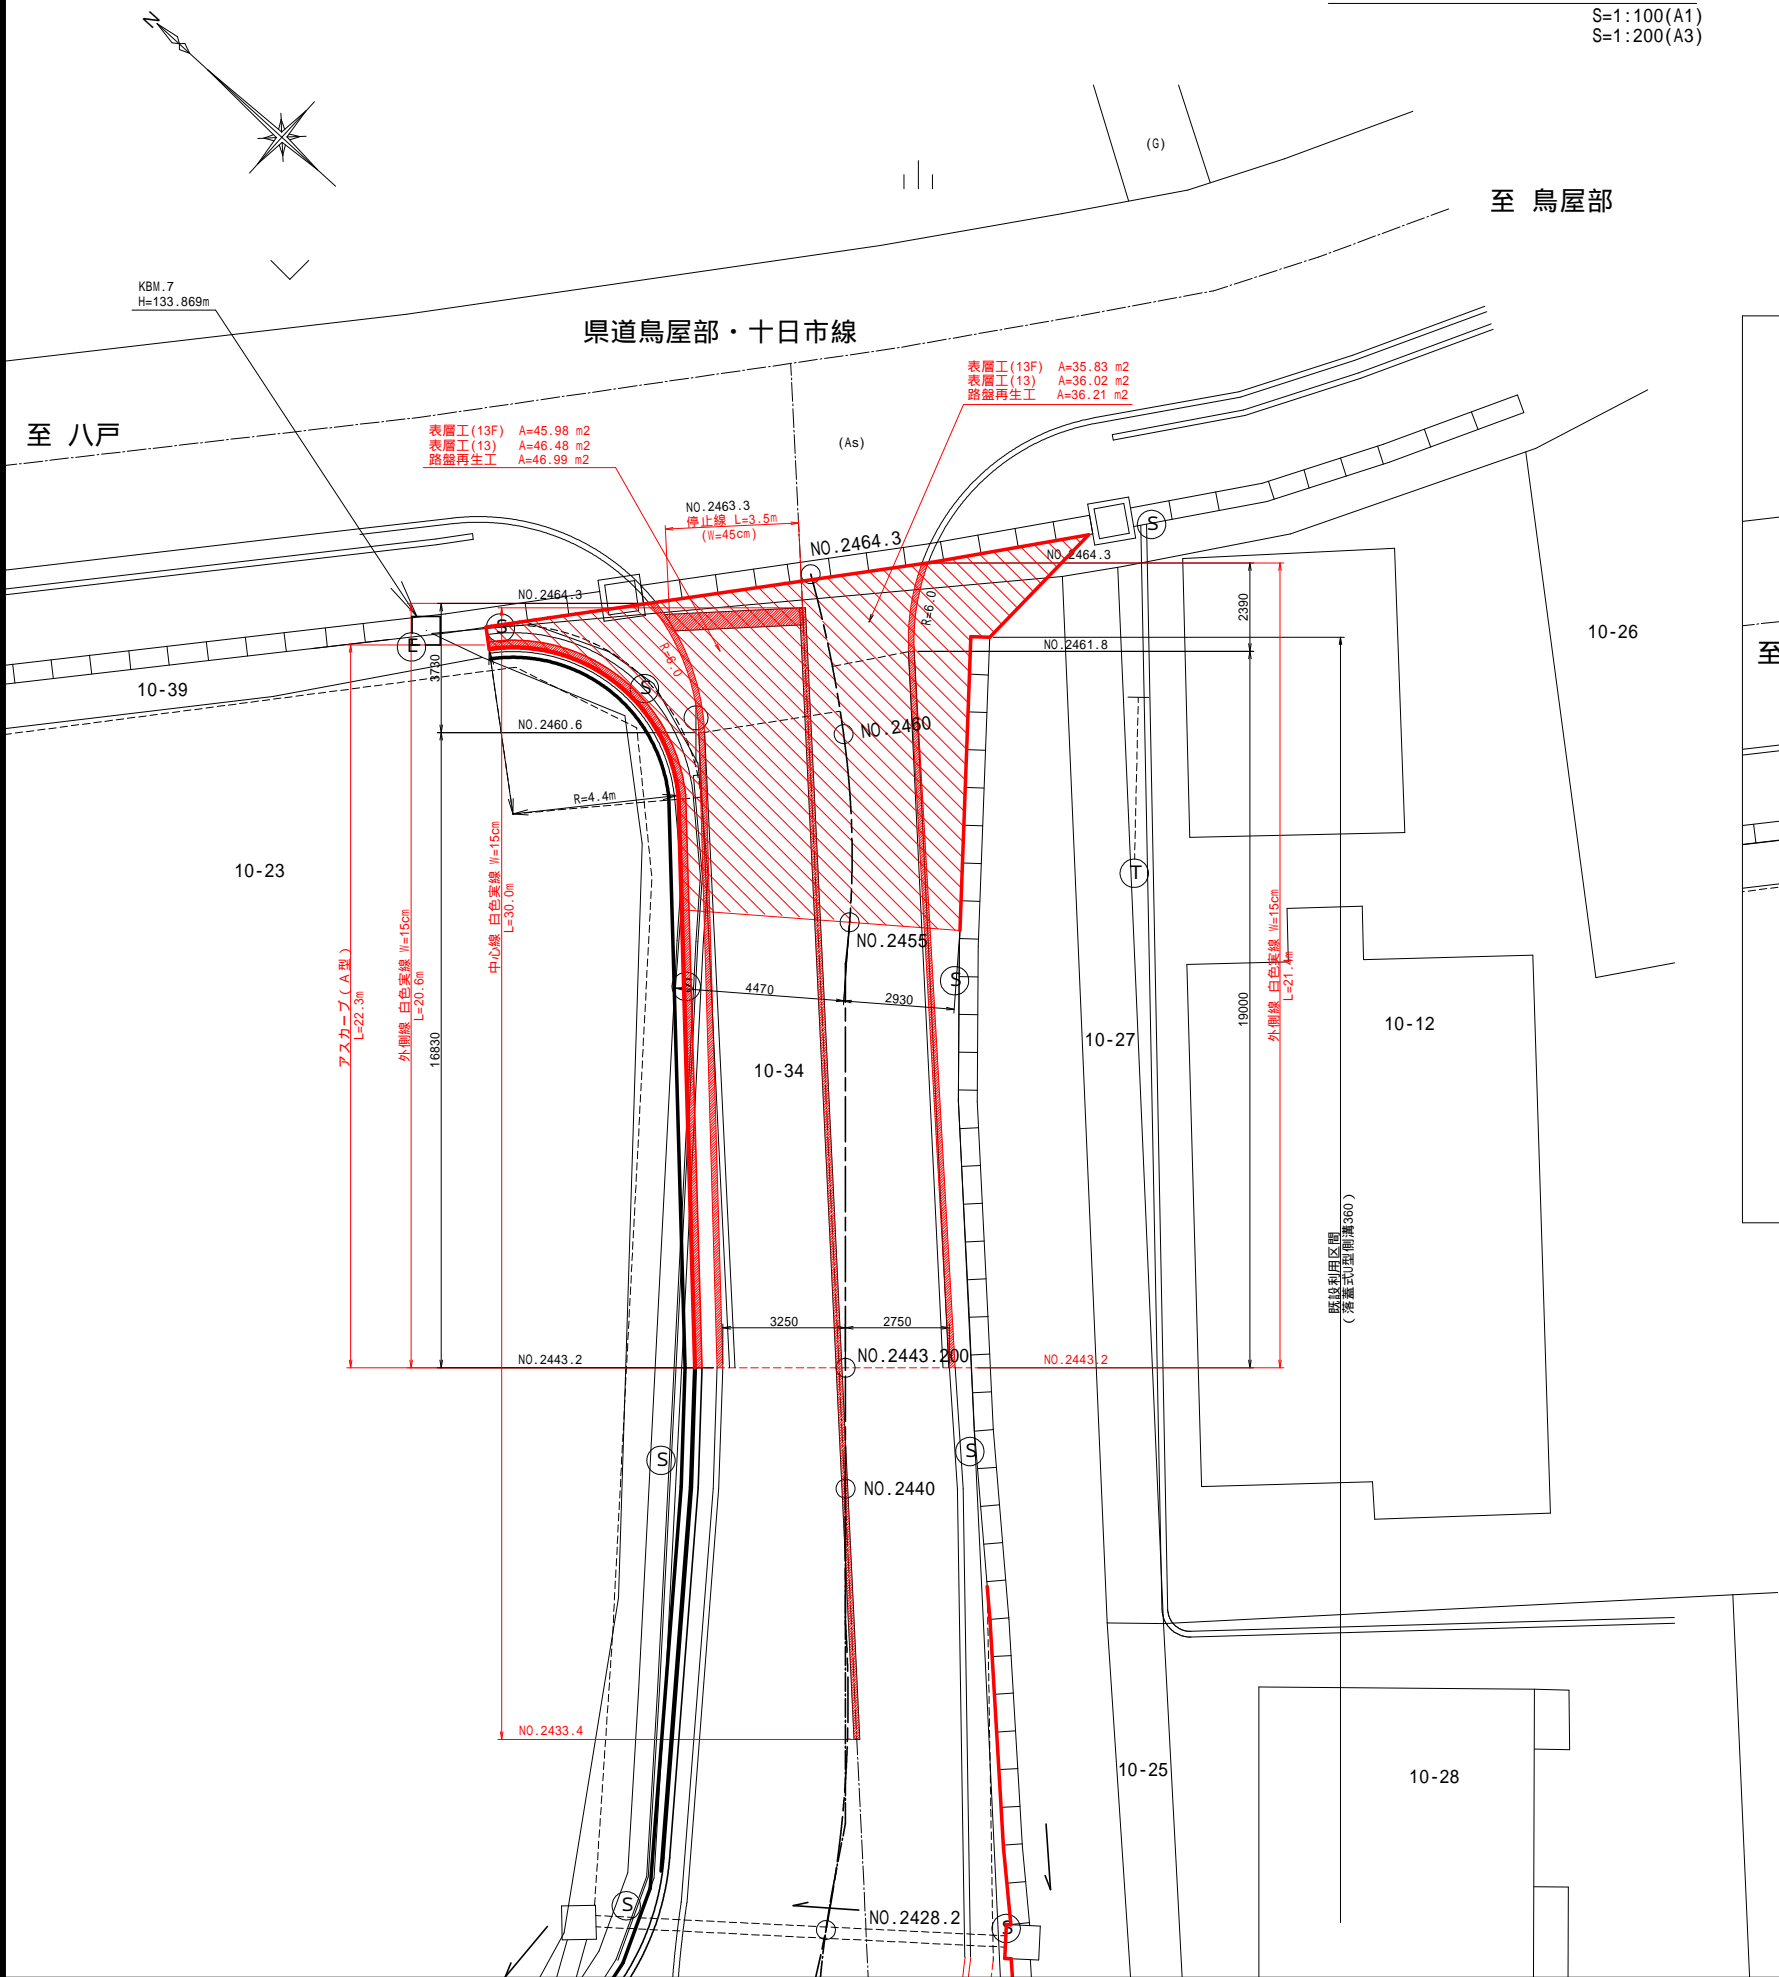 S=1:100(A1)
S=1:200(A3)
N
(G)
至 鳥屋部
KBM.7
H=133.869m
県道鳥屋部・十日市線
表層工(13F) A=35.83 m2
表層工(13) A=36.02 m2
路盤再生工 A=36.21 m2
至 八戸
表層工(13F) A=45.98 m2
表層工(13) A=46.48 m2
路盤再生工 A=46.99 m2
(As)
NO.2463.3
停止線 L=3.5m
(W=45cm)
NO.2464.3
NO.2464.3
NO.2464.3
S
S
E
R=6.0
R=6.0
2390
10-26
至
NO.2461.8
3730
10-39
S
NO.2460.6
NO.2460
R=4.4m
10-23
T
中心線 白色実線 W=15cm
L=30.0m
外側線 白色実線 W=15cm
L=20.6m
アスカーブ(A型)
L=22.3m
外側線 白色実線 W=15cm
L=21.4m
NO.2455
S
S
4470
2930
16830
19000
10-27
10-12
10-34
既設利用区間
(落蓋式U型側溝360)
3250
2750
NO.2443.2
NO.2443.200
NO.2443.2
S
S
NO.2440
NO.2433.4
10-25
10-28
S
NO.2428.2
S